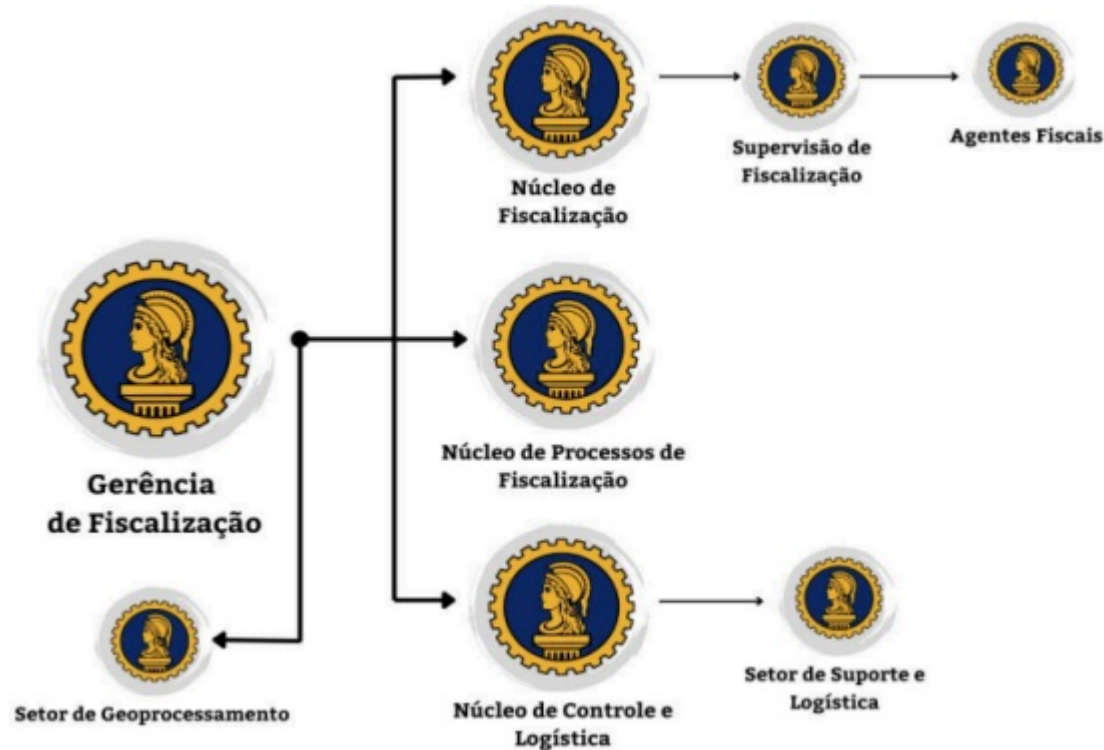 Núcleo de
Fiscalização
Supervisão de
Fiscalização
Agentes Fiscais
Gerência
de Fiscalização
Núcleo de Processos de
Fiscalização
Setor de Geoprocessamento
Núcleo de Controle e
Logística
Setor de Suporte e
Logística